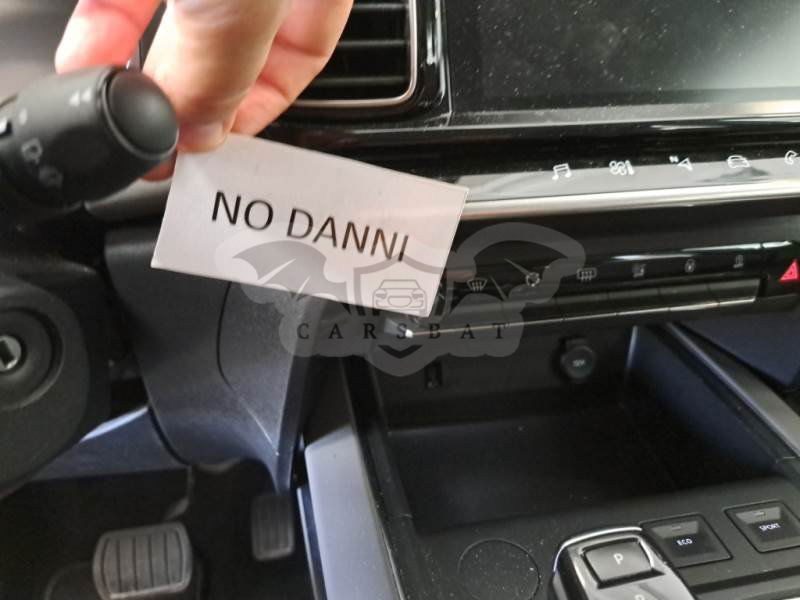 NO DANNI
CARSBAT
ECO
SPORT
P